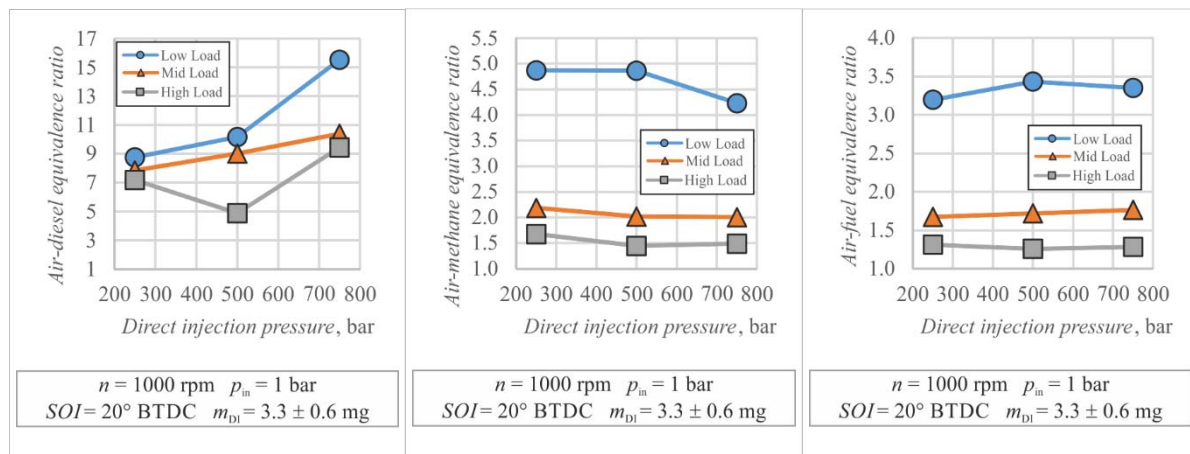 Air-diesel equivalence ratio
17
15
13
11
9
7
5
3
1
Low Load
Mid Load
High Load
200 300 400 500 600 700 800
Direct injection pressure, bar
n = 1000 rpm p_in = 1 bar
SOI = 20° BTDC m_DI = 3.3 ± 0.6 mg
Air-methane equivalence ratio
5.5
5.0
4.5
4.0
3.5
3.0
2.5
2.0
1.5
1.0
Low Load
Mid Load
High Load
200 300 400 500 600 700 800
Direct injection pressure, bar
n = 1000 rpm p_in = 1 bar
SOI = 20° BTDC m_DI = 3.3 ± 0.6 mg
Air-fuel equivalence ratio
4.0
3.5
3.0
2.5
2.0
1.5
1.0
Low Load
Mid Load
High Load
200 300 400 500 600 700 800
Direct injection pressure, bar
n = 1000 rpm p_in = 1 bar
SOI = 20° BTDC m_DI = 3.3 ± 0.6 mg